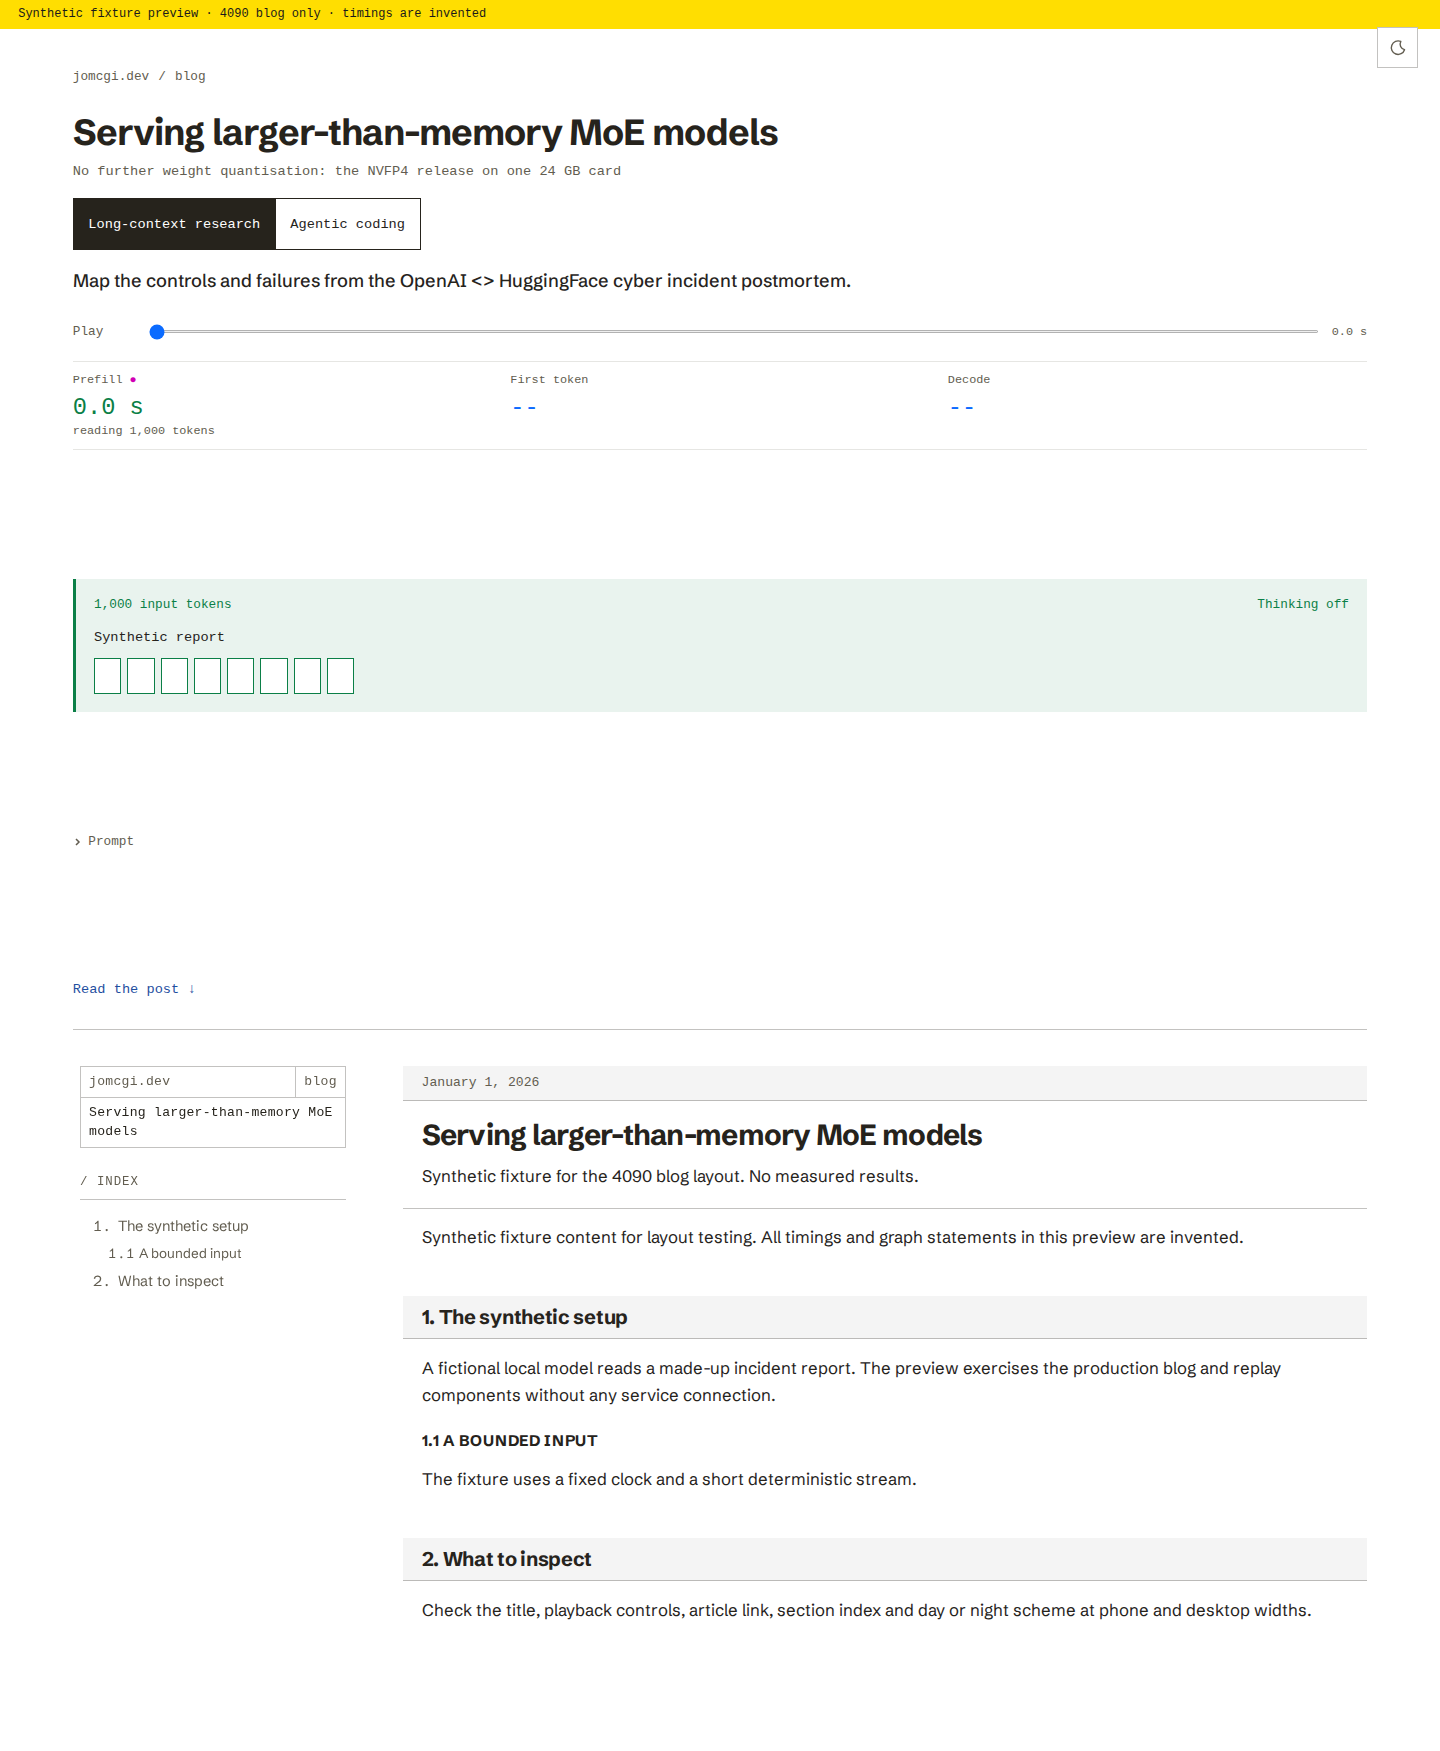 Synthetic fixture preview · 4090 blog only · timings are invented
jomcgi.dev / blog
Serving larger-than-memory MoE models
No further weight quantisation: the NVFP4 release on one 24 GB card
Long-context research Agentic coding
Map the controls and failures from the OpenAI <> HuggingFace cyber incident postmortem.
Play 0.0 s
Prefill First token Decode
0.0 s -- --
reading 1,000 tokens
1,000 input tokens Thinking off
Synthetic report
› Prompt
Read the post ↓
jomcgi.dev blog
Serving larger-than-memory MoE
models
/ INDEX
1. The synthetic setup
1.1 A bounded input
2. What to inspect
January 1, 2026
Serving larger-than-memory MoE models
Synthetic fixture for the 4090 blog layout. No measured results.
Synthetic fixture content for layout testing. All timings and graph statements in this preview are invented.
1. The synthetic setup
A fictional local model reads a made-up incident report. The preview exercises the production blog and replay
components without any service connection.
1.1 A BOUNDED INPUT
The fixture uses a fixed clock and a short deterministic stream.
2. What to inspect
Check the title, playback controls, article link, section index and day or night scheme at phone and desktop widths.